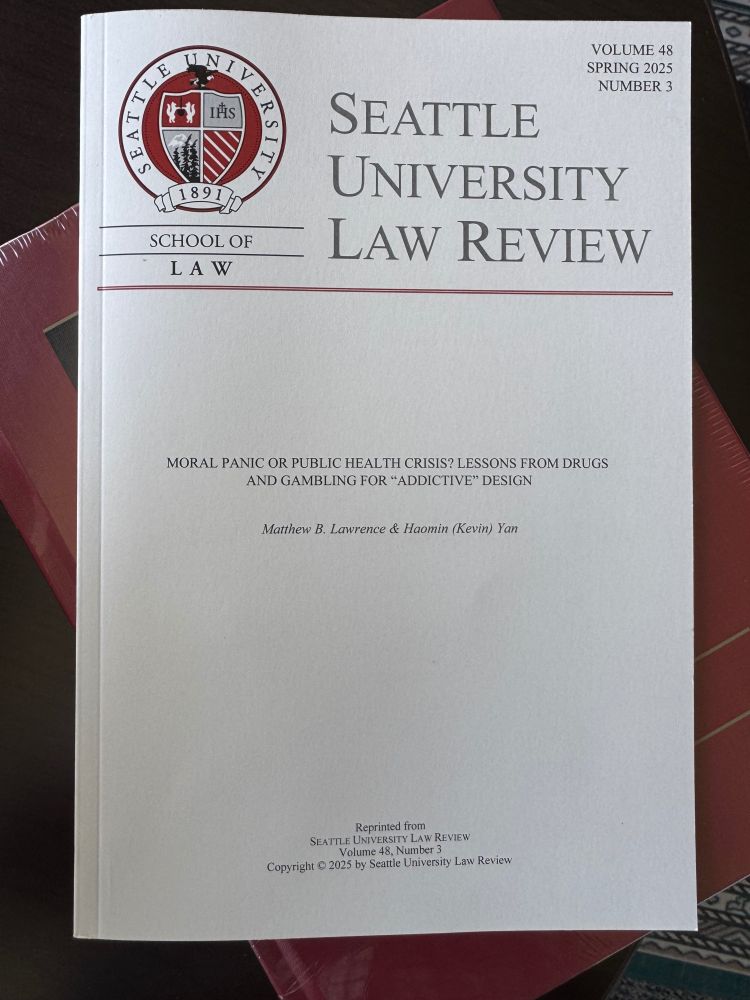 VOLUME 48
SPRING 2025
NUMBER 3
SEATTLE UNIVERSITY
IHS
1891
SCHOOL OF
LAW
SEATTLE
UNIVERSITY
LAW REVIEW
MORAL PANIC OR PUBLIC HEALTH CRISIS? LESSONS FROM DRUGS
AND GAMBLING FOR “ADDICTIVE” DESIGN
Matthew B. Lawrence & Haomin (Kevin) Yan
Reprinted from
SEATTLE UNIVERSITY LAW REVIEW
Volume 48, Number 3
Copyright © 2025 by Seattle University Law Review